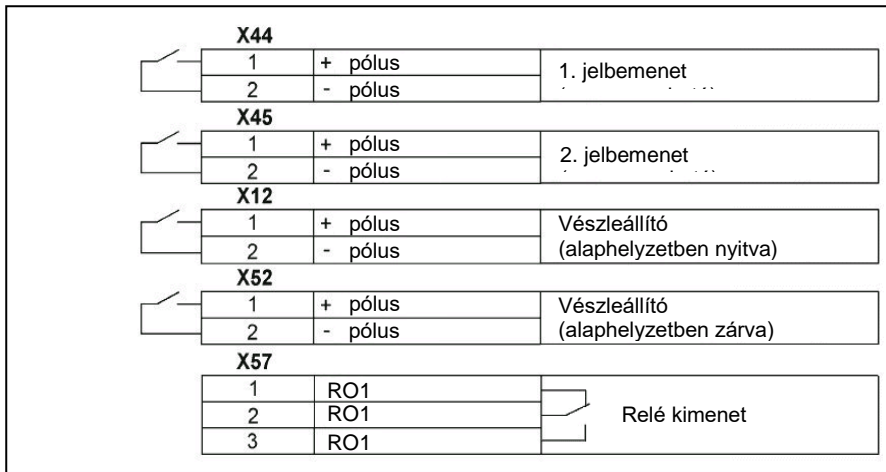 X44
1 + pólus 1. jelbemenet
2 - pólus
X45
1 + pólus 2. jelbemenet
2 - pólus
X12
1 + pólus Vészleállító
2 - pólus (alaphelyzetben nyitva)
X52
1 + pólus Vészleállító
2 - pólus (alaphelyzetben zárva)
X57
1 RO1
2 RO1 Relé kimenet
3 RO1